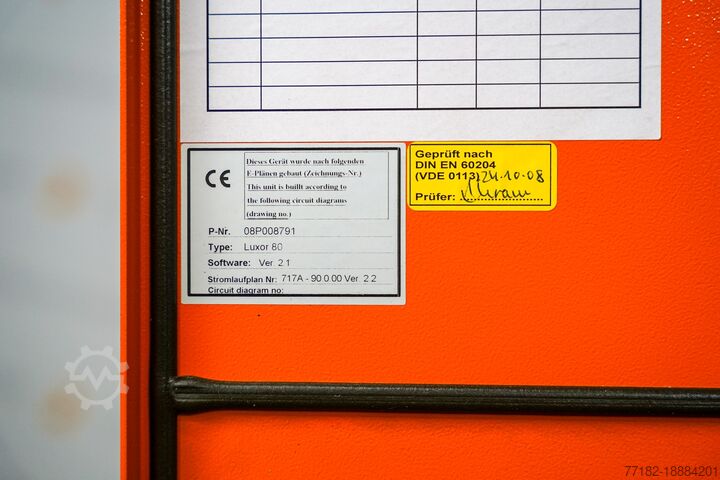 Dieses Gerät wurde nach folgenden
E-Plänen gebaut (Zeichnungs-Nr.)
This unit is buillt according to
the following circuit diagrams
(drawing no.)
CE
P-Nr. 08P008791
Type: Luxor 80
Software: Ver. 2.1
Stromlaufplan Nr: 717A - 90.0.00 Ver. 2.2
Circuit diagram no:
Geprüft nach
DIN EN 60204
(VDE 0113) 24.10.08
Prüfer:
77182-18884201